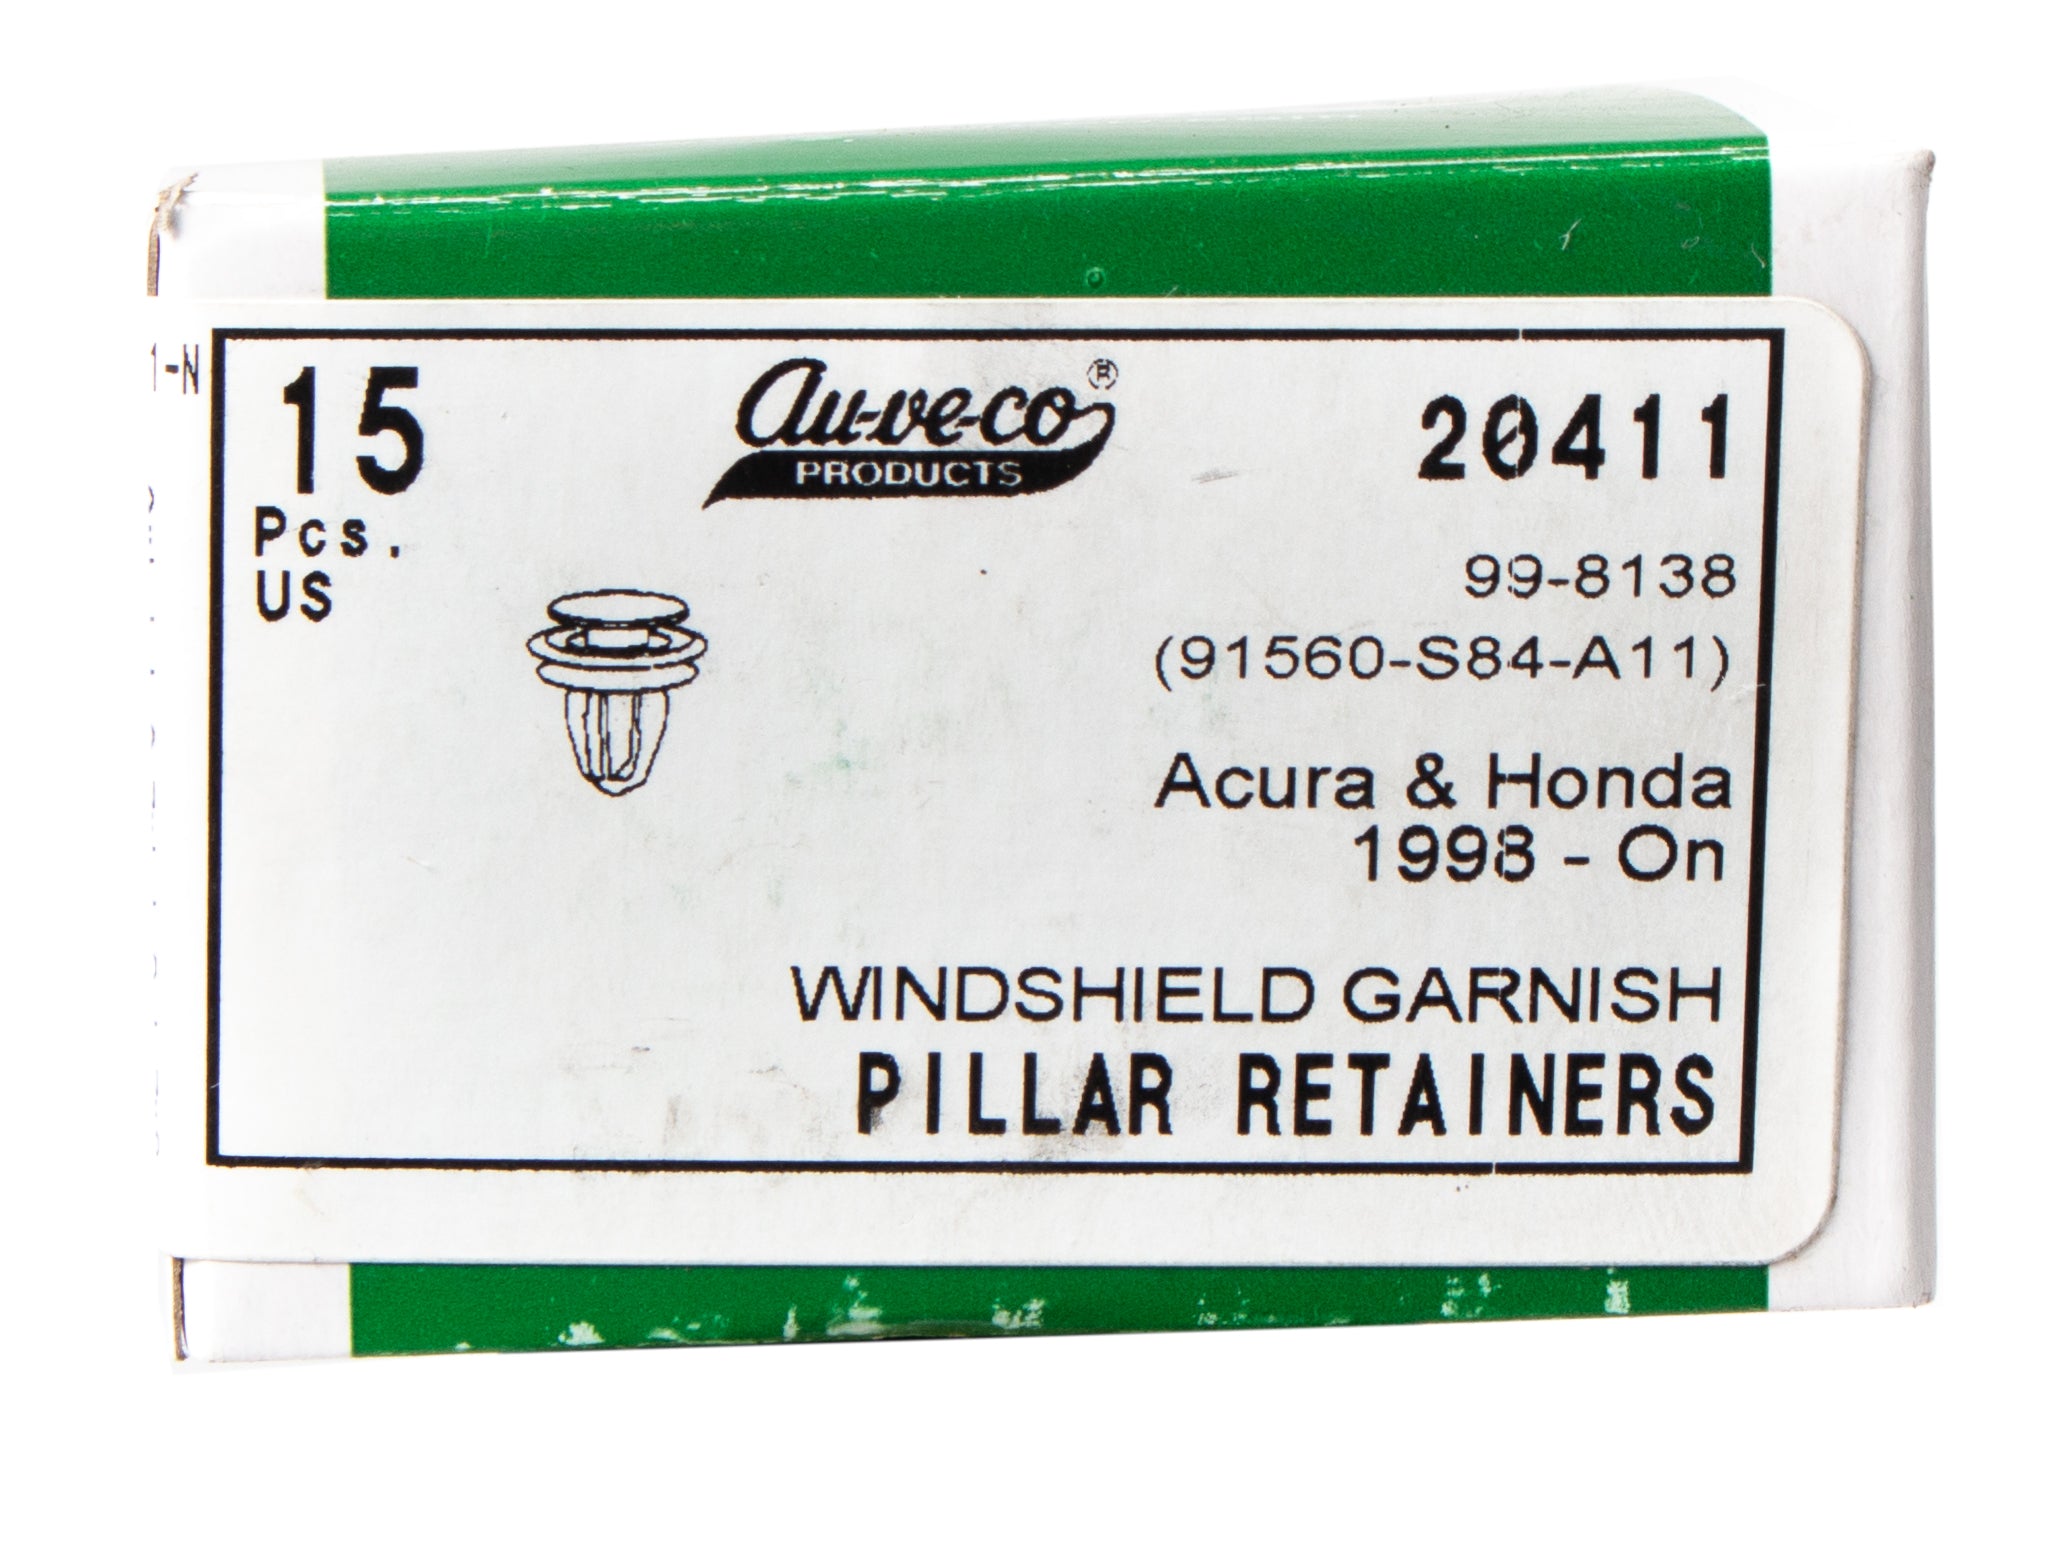 1-N
15
Pcs.
US
au-ve-co®
PRODUCTS
20411
99-8138
(91560-S84-A11)
Acura & Honda
1998 - On
WINDSHIELD GARNISH
PILLAR RETAINERS